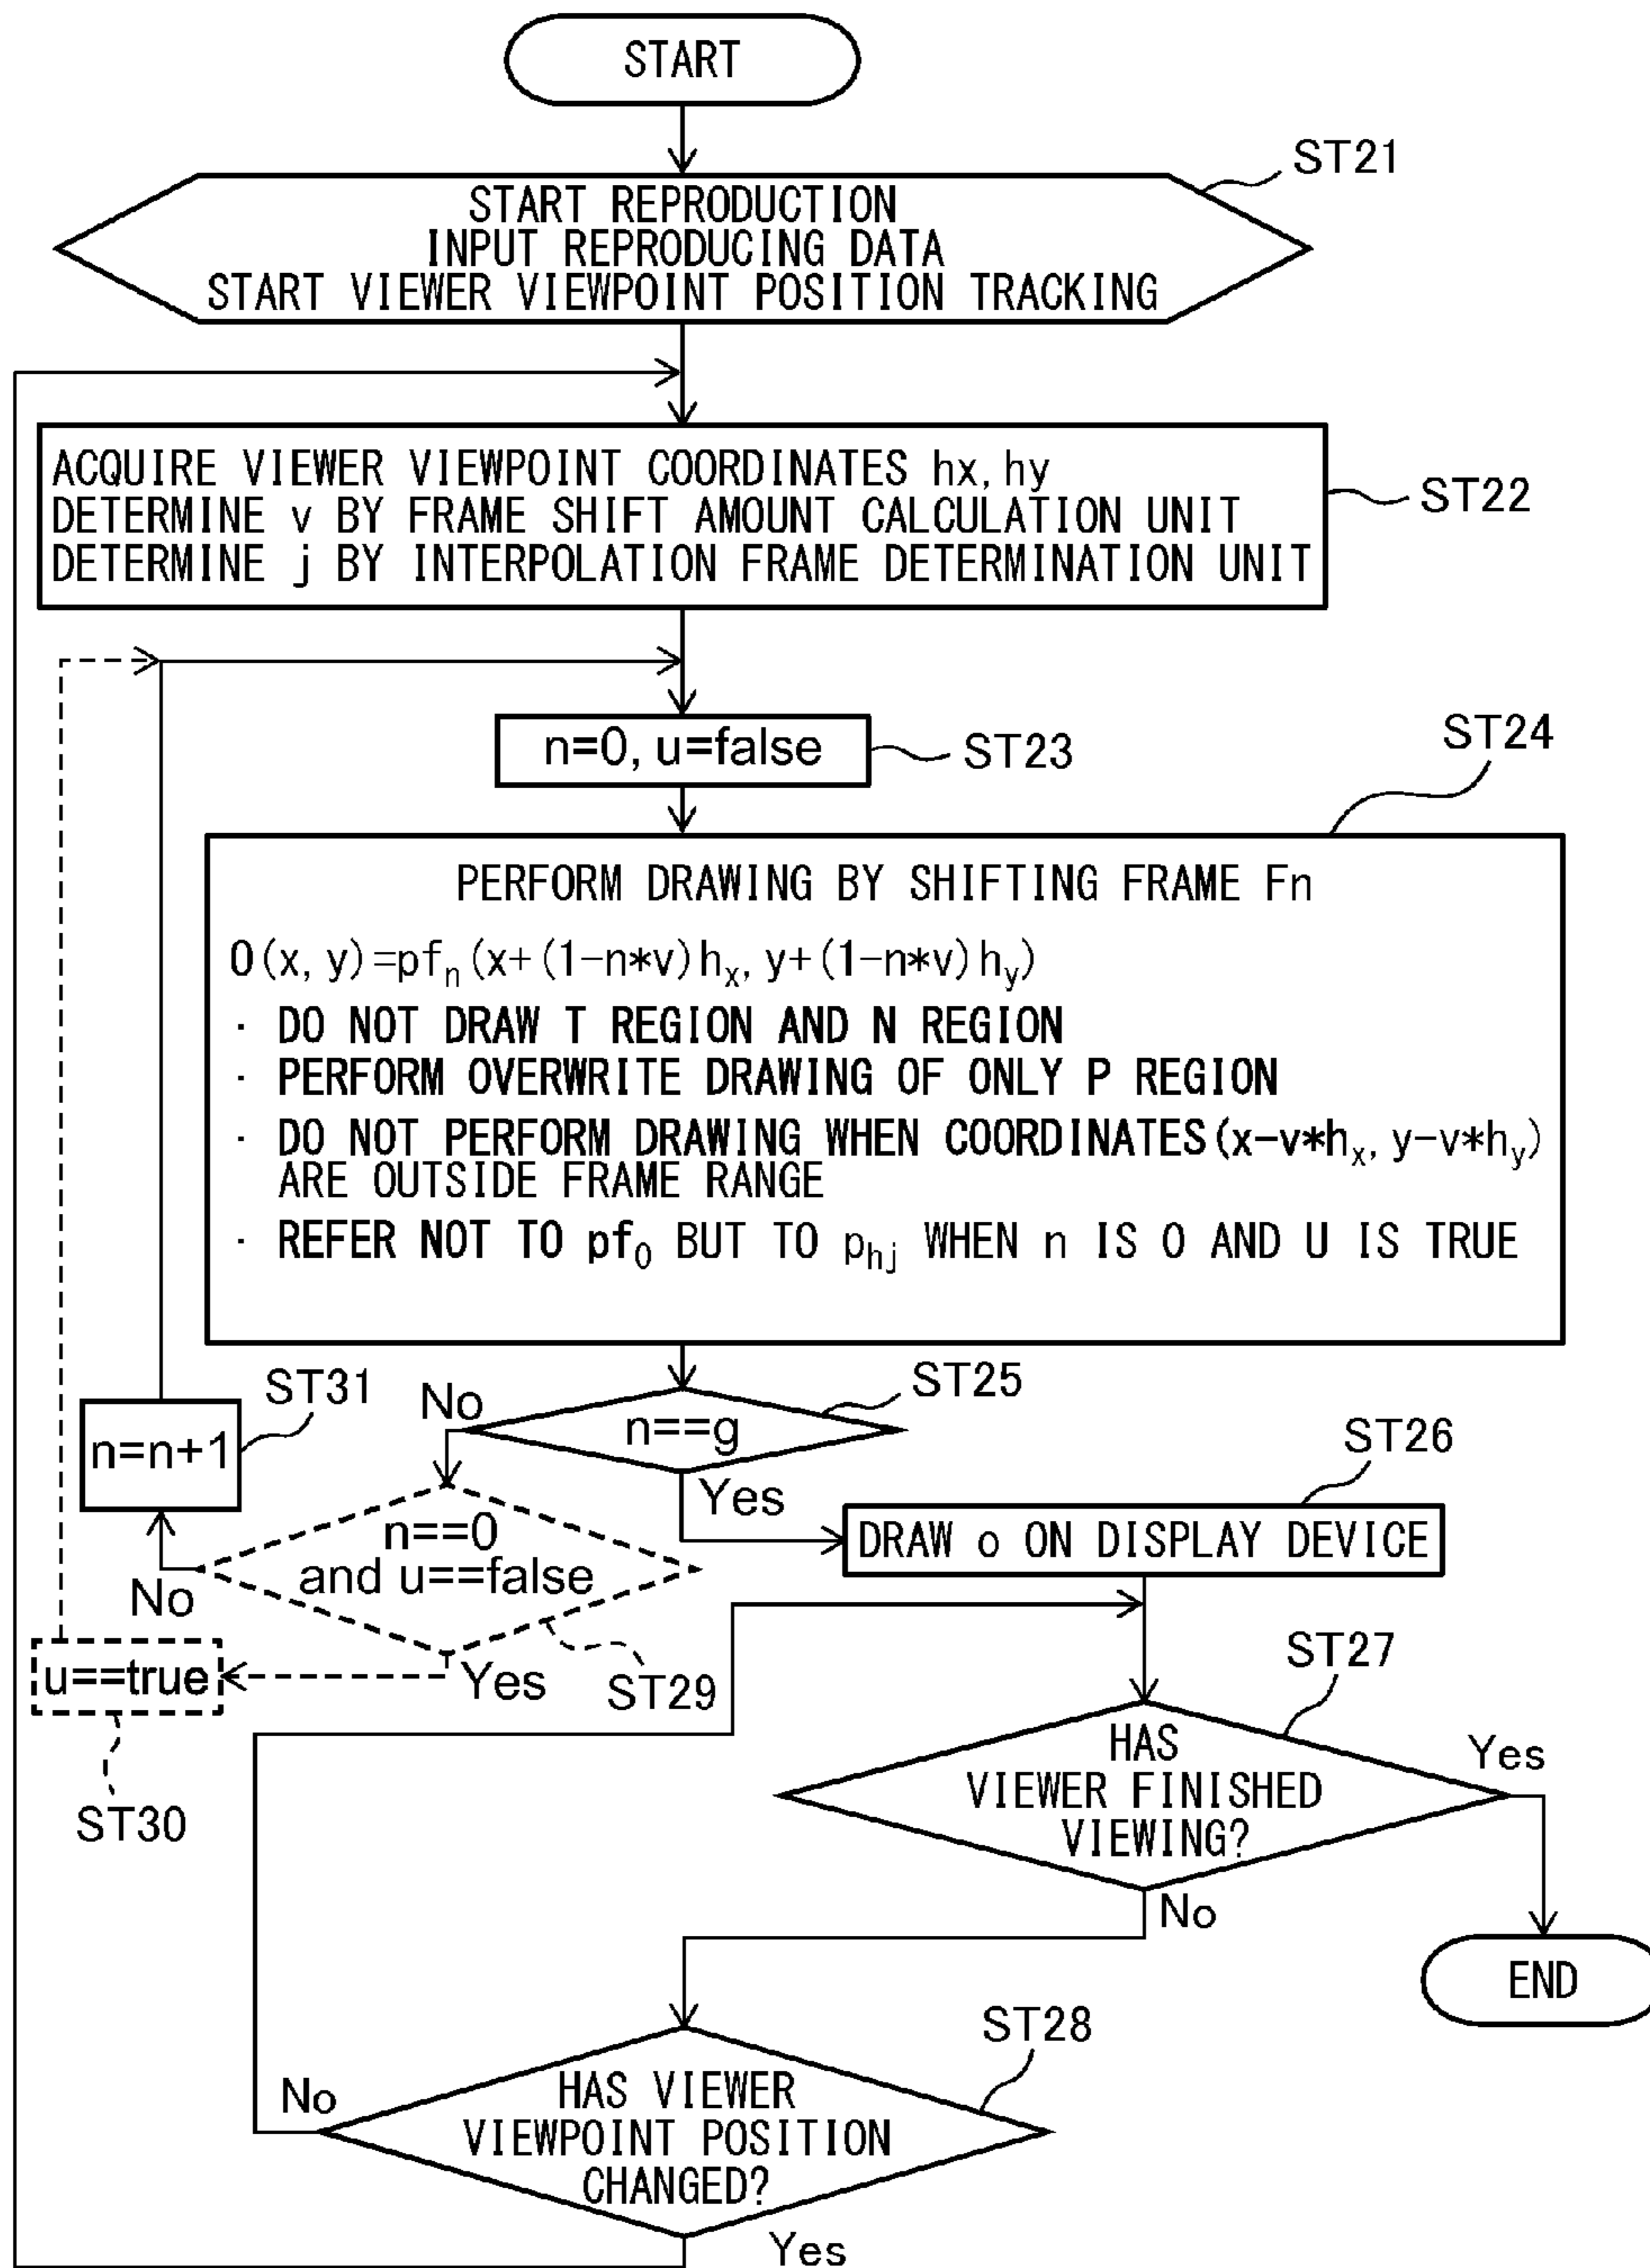 START
ST21
START REPRODUCTION
INPUT REPRODUCING DATA
START VIEWER VIEWPOINT POSITION TRACKING
ACQUIRE VIEWER VIEWPOINT COORDINATES hx, hy
DETERMINE v BY FRAME SHIFT AMOUNT CALCULATION UNIT
DETERMINE j BY INTERPOLATION FRAME DETERMINATION UNIT
ST22
n=0, u=false
ST23
ST24
PERFORM DRAWING BY SHIFTING FRAME Fn
O(x, y)=pfₙ(x+(1-n*v)hₓ, y+(1-n*v)h_y)
· DO NOT DRAW T REGION AND N REGION
· PERFORM OVERWRITE DRAWING OF ONLY P REGION
· DO NOT PERFORM DRAWING WHEN COORDINATES(x-v*hₓ, y-v*h_y)
ARE OUTSIDE FRAME RANGE
· REFER NOT TO pf₀ BUT TO p_hj WHEN n IS 0 AND U IS TRUE
ST31
No
ST25
n==g
n=n+1
ST26
Yes
n==0
and u==false
DRAW o ON DISPLAY DEVICE
No
ST27
u==true
Yes
ST29
HAS
VIEWER FINISHED
VIEWING?
Yes
ST30
No
END
ST28
No
HAS VIEWER
VIEWPOINT POSITION
CHANGED?
Yes